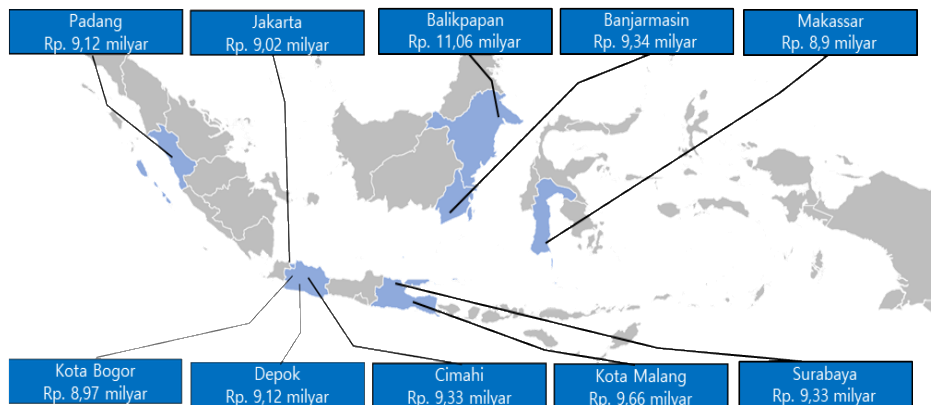 Padang
Rp. 9,12 milyar
Jakarta
Rp. 9,02 milyar
Balikpapan
Rp. 11,06 milyar
Banjarmasin
Rp. 9,34 milyar
Makassar
Rp. 8,9 milyar
Kota Bogor
Rp. 8,97 milyar
Depok
Rp. 9,12 milyar
Cimahi
Rp. 9,33 milyar
Kota Malang
Rp. 9,66 milyar
Surabaya
Rp. 9,33 milyar